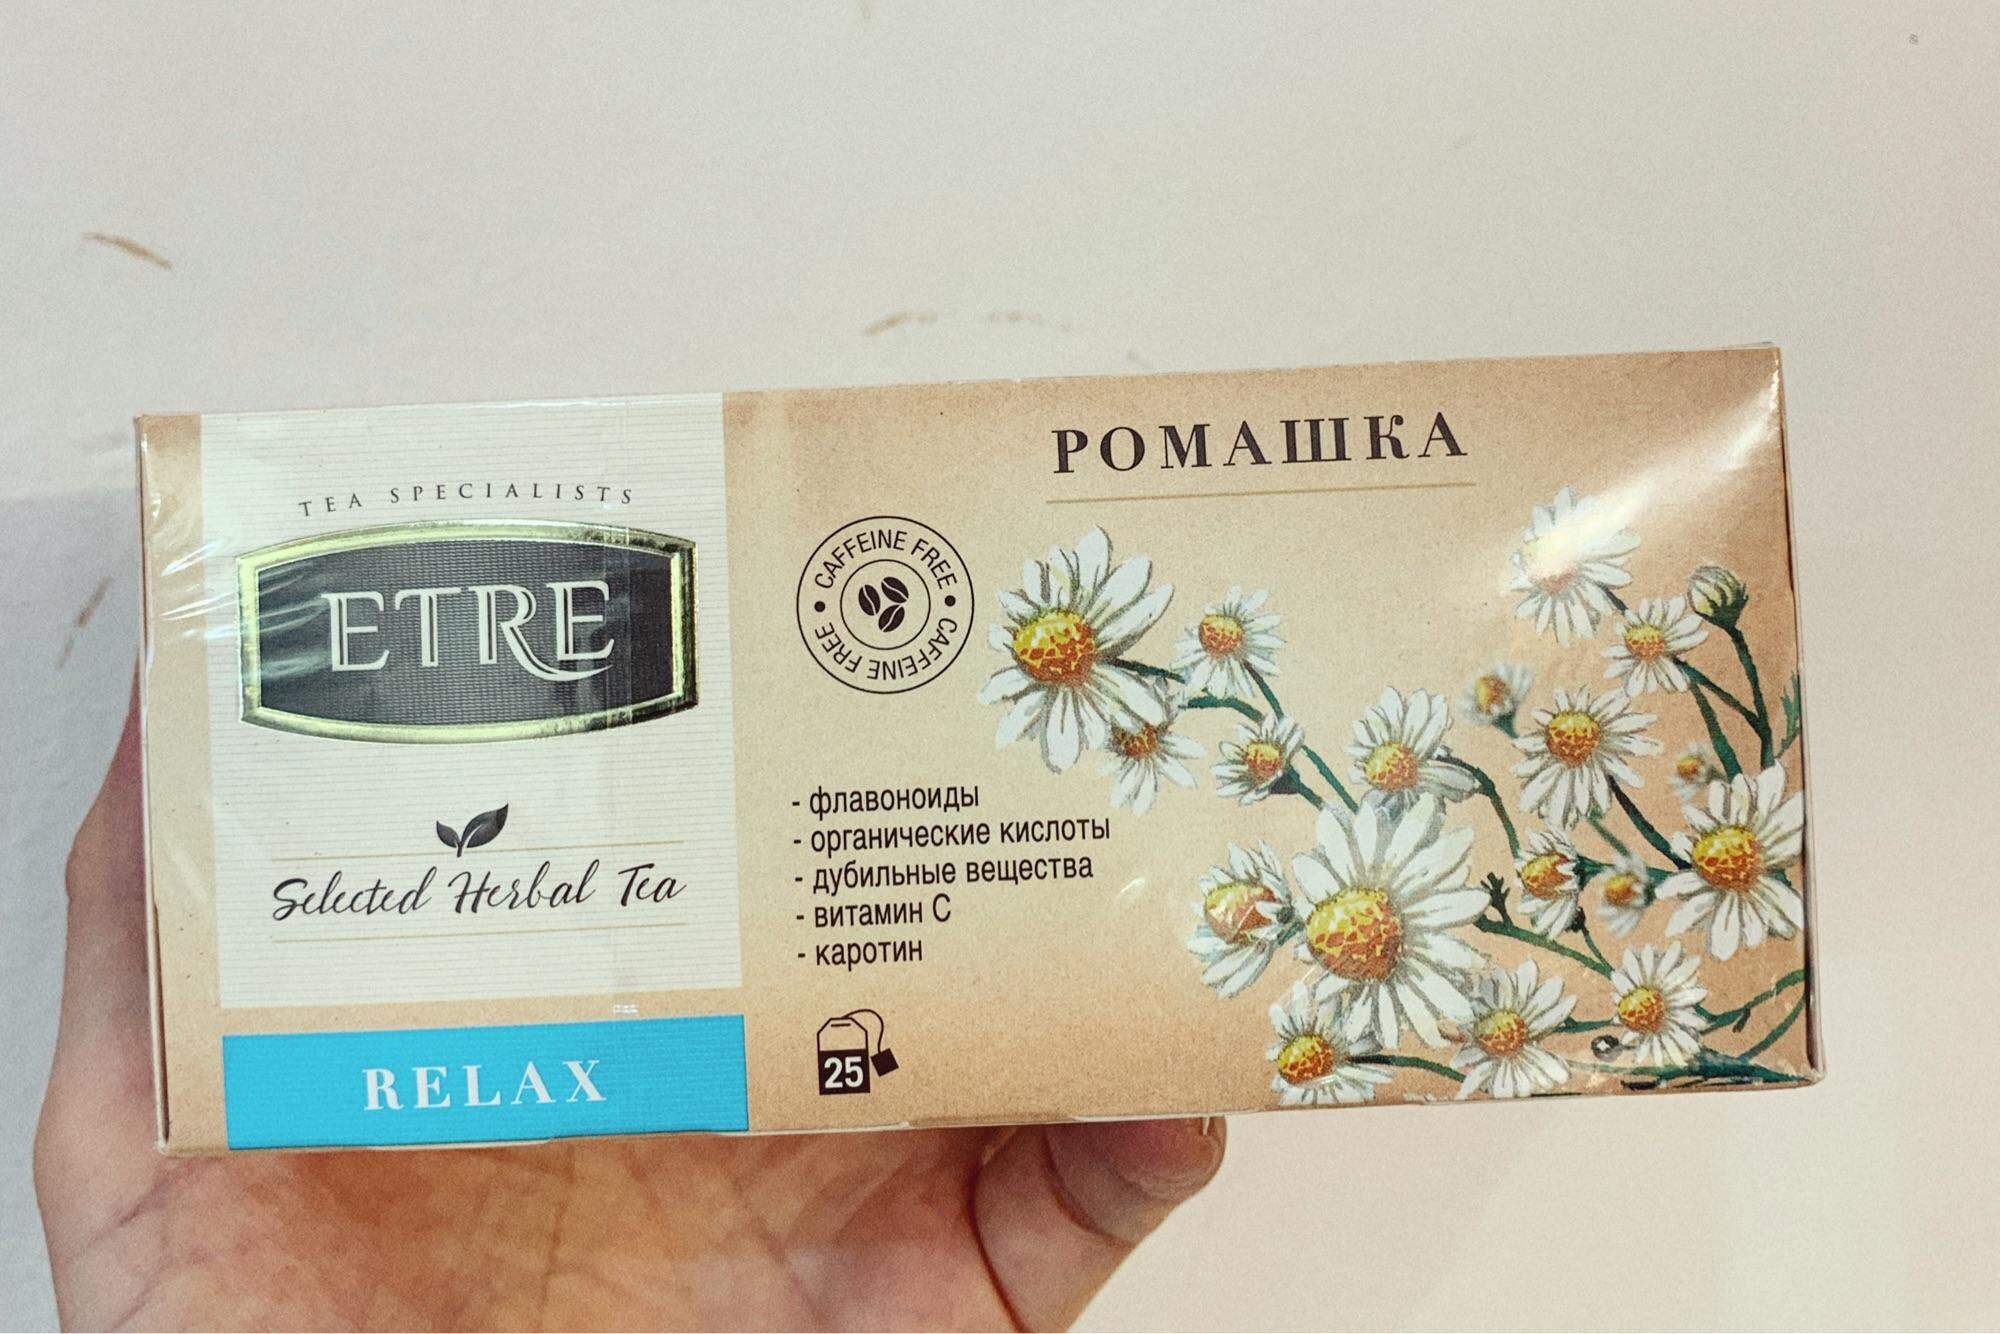 TEA SPECIALISTS
ETRE
Selected Herbal Tea
RELAX
РОМАШКА
• CAFFEINE FREE • CAFFEINE FREE
- флавоноиды
- органические кислоты
- дубильные вещества
- витамин С
- каротин
25